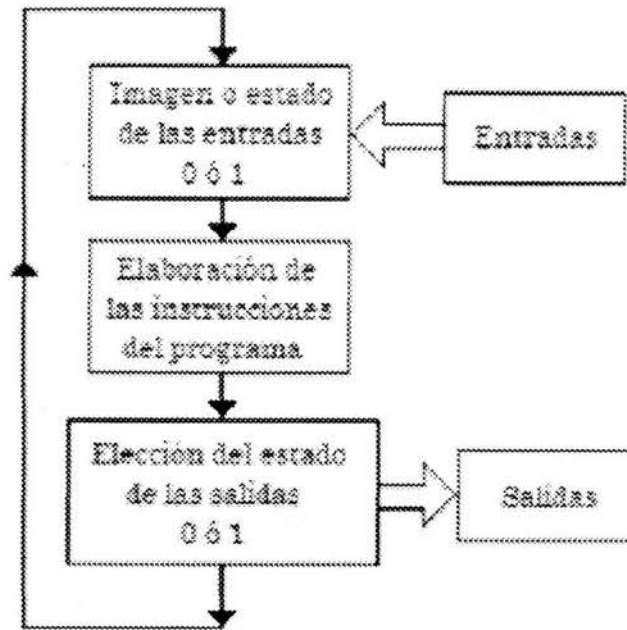 Imagen o estado
de las entradas
0 ó 1
Entradas
Elaboración de
las instrucciones
del programa
Elección del estado
de las salidas
0 ó 1
Salidas